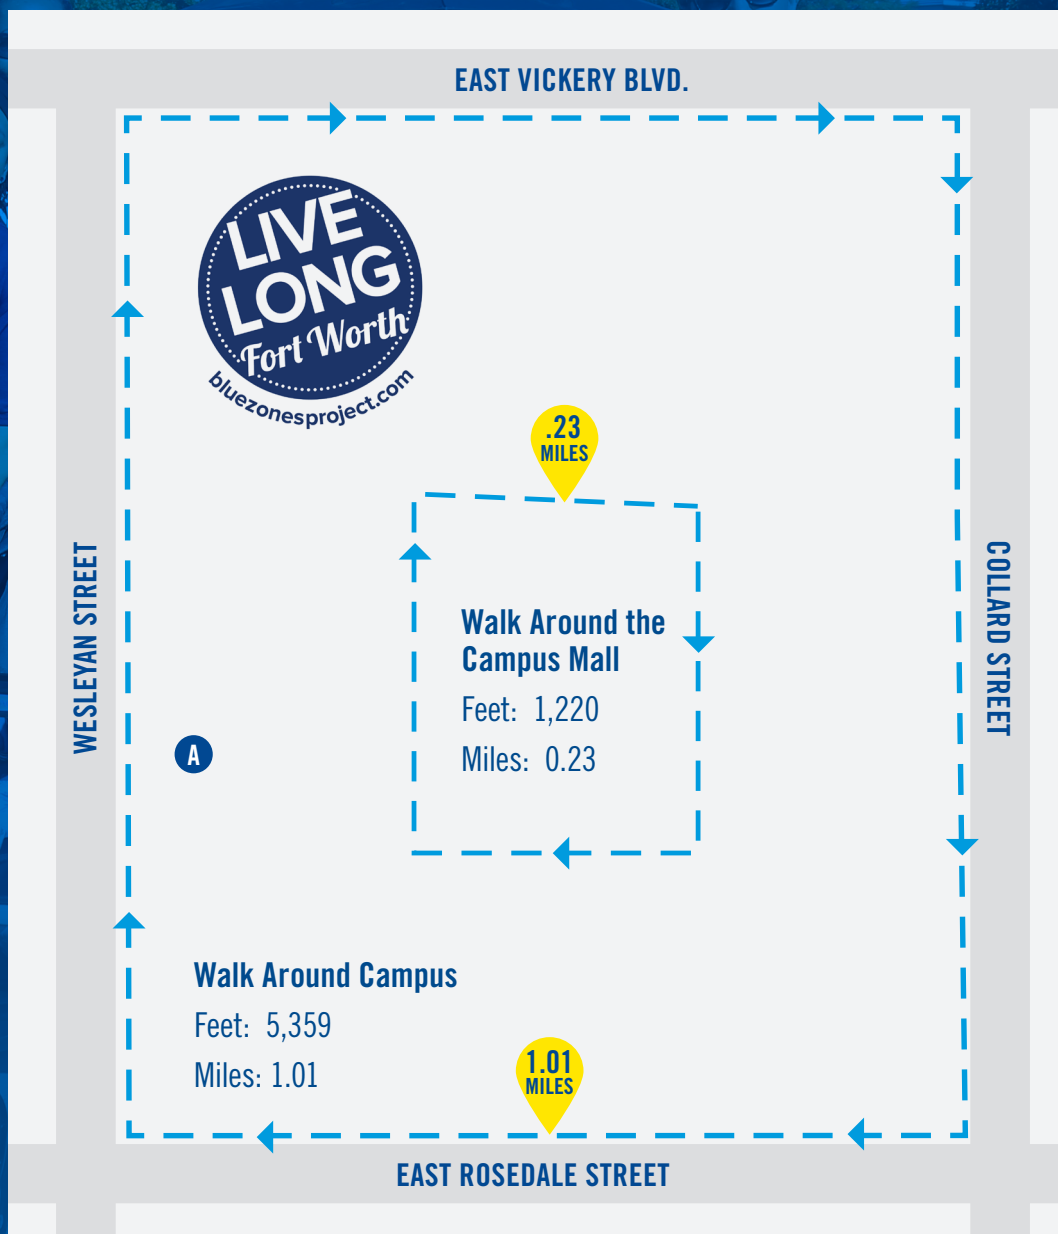 EAST VICKERY BLVD.
LIVE
LONG
Fort Worth
bluezonesproject.com
.23
MILES
WESLEYAN STREET
COLLARD STREET
Walk Around the
Campus Mall
Feet: 1,220
Miles: 0.23
A
Walk Around Campus
Feet: 5,359
Miles: 1.01
1.01
MILES
EAST ROSEDALE STREET